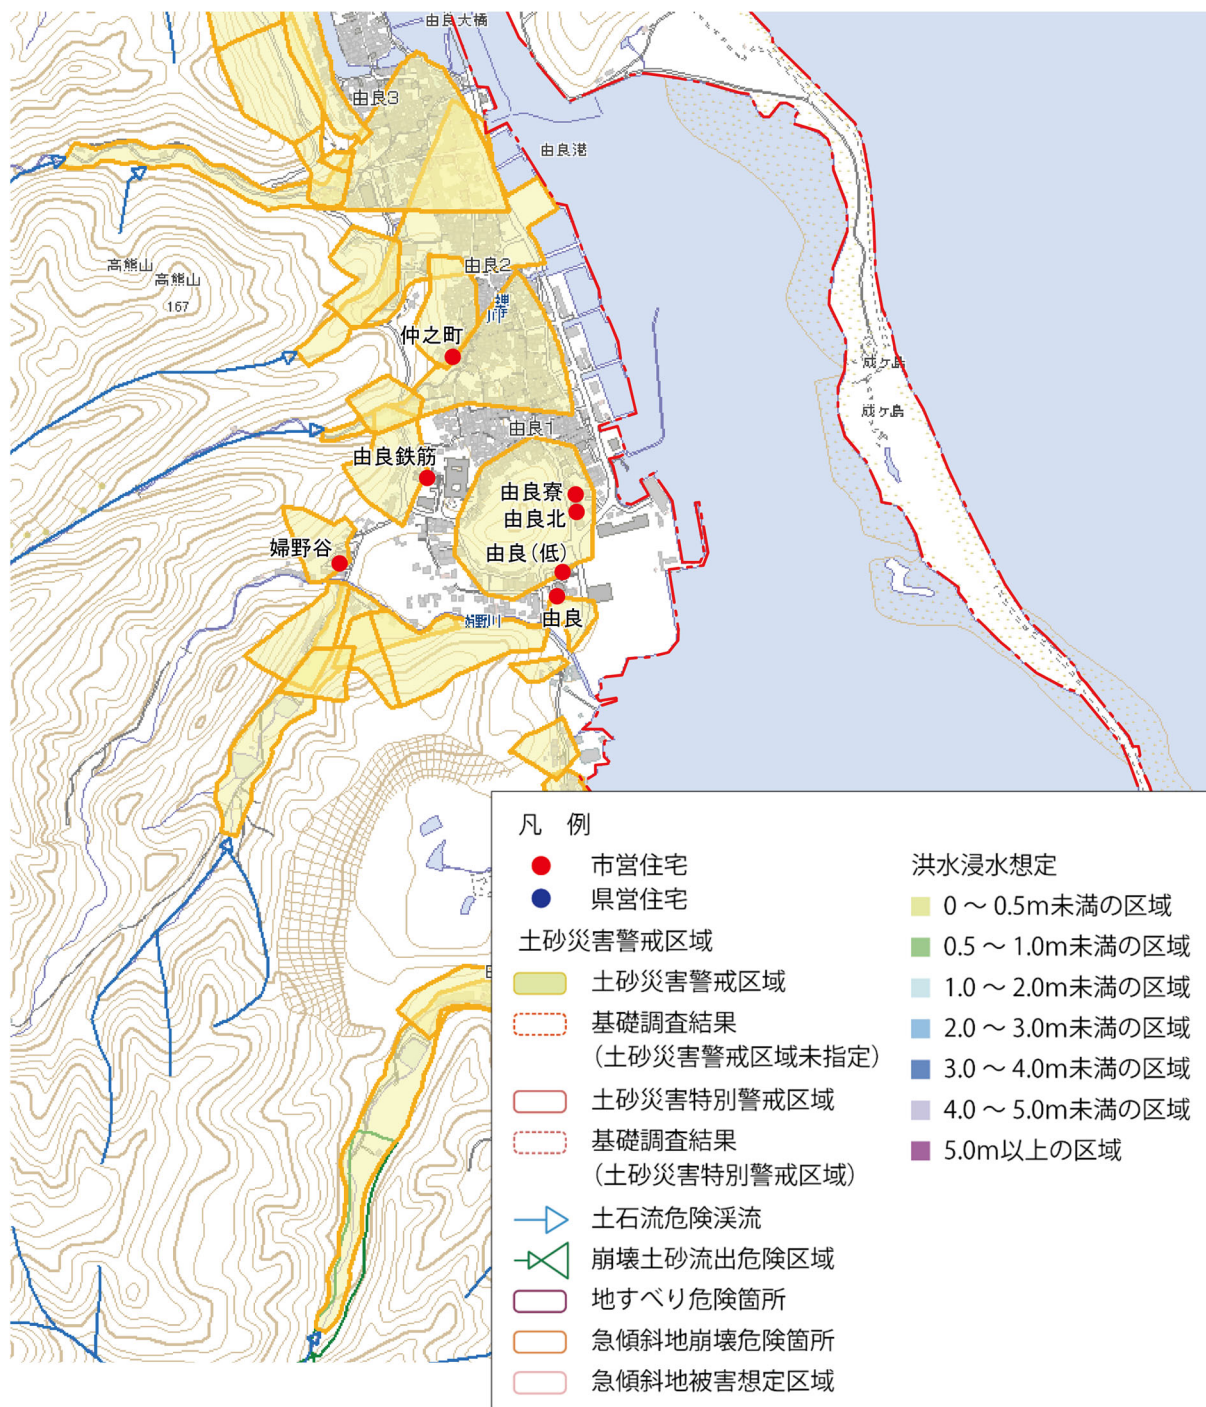 由良大橋
由良3
由良港
高熊山
高熊山
167
由良2
仲之町
成ヶ島
成ヶ島
由良1
由良鉄筋
由良寮
由良北
婦野谷
由良(低)
由良
凡 例
市営住宅
県営住宅
土砂災害警戒区域
土砂災害警戒区域
基礎調査結果
(土砂災害警戒区域未指定)
土砂災害特別警戒区域
基礎調査結果
(土砂災害特別警戒区域)
土石流危険渓流
崩壊土砂流出危険区域
地すべり危険箇所
急傾斜地崩壊危険箇所
急傾斜地被害想定区域
洪水浸水想定
0 ～ 0.5m未満の区域
0.5 ～ 1.0m未満の区域
1.0 ～ 2.0m未満の区域
2.0 ～ 3.0m未満の区域
3.0 ～ 4.0m未満の区域
4.0 ～ 5.0m未満の区域
5.0m以上の区域